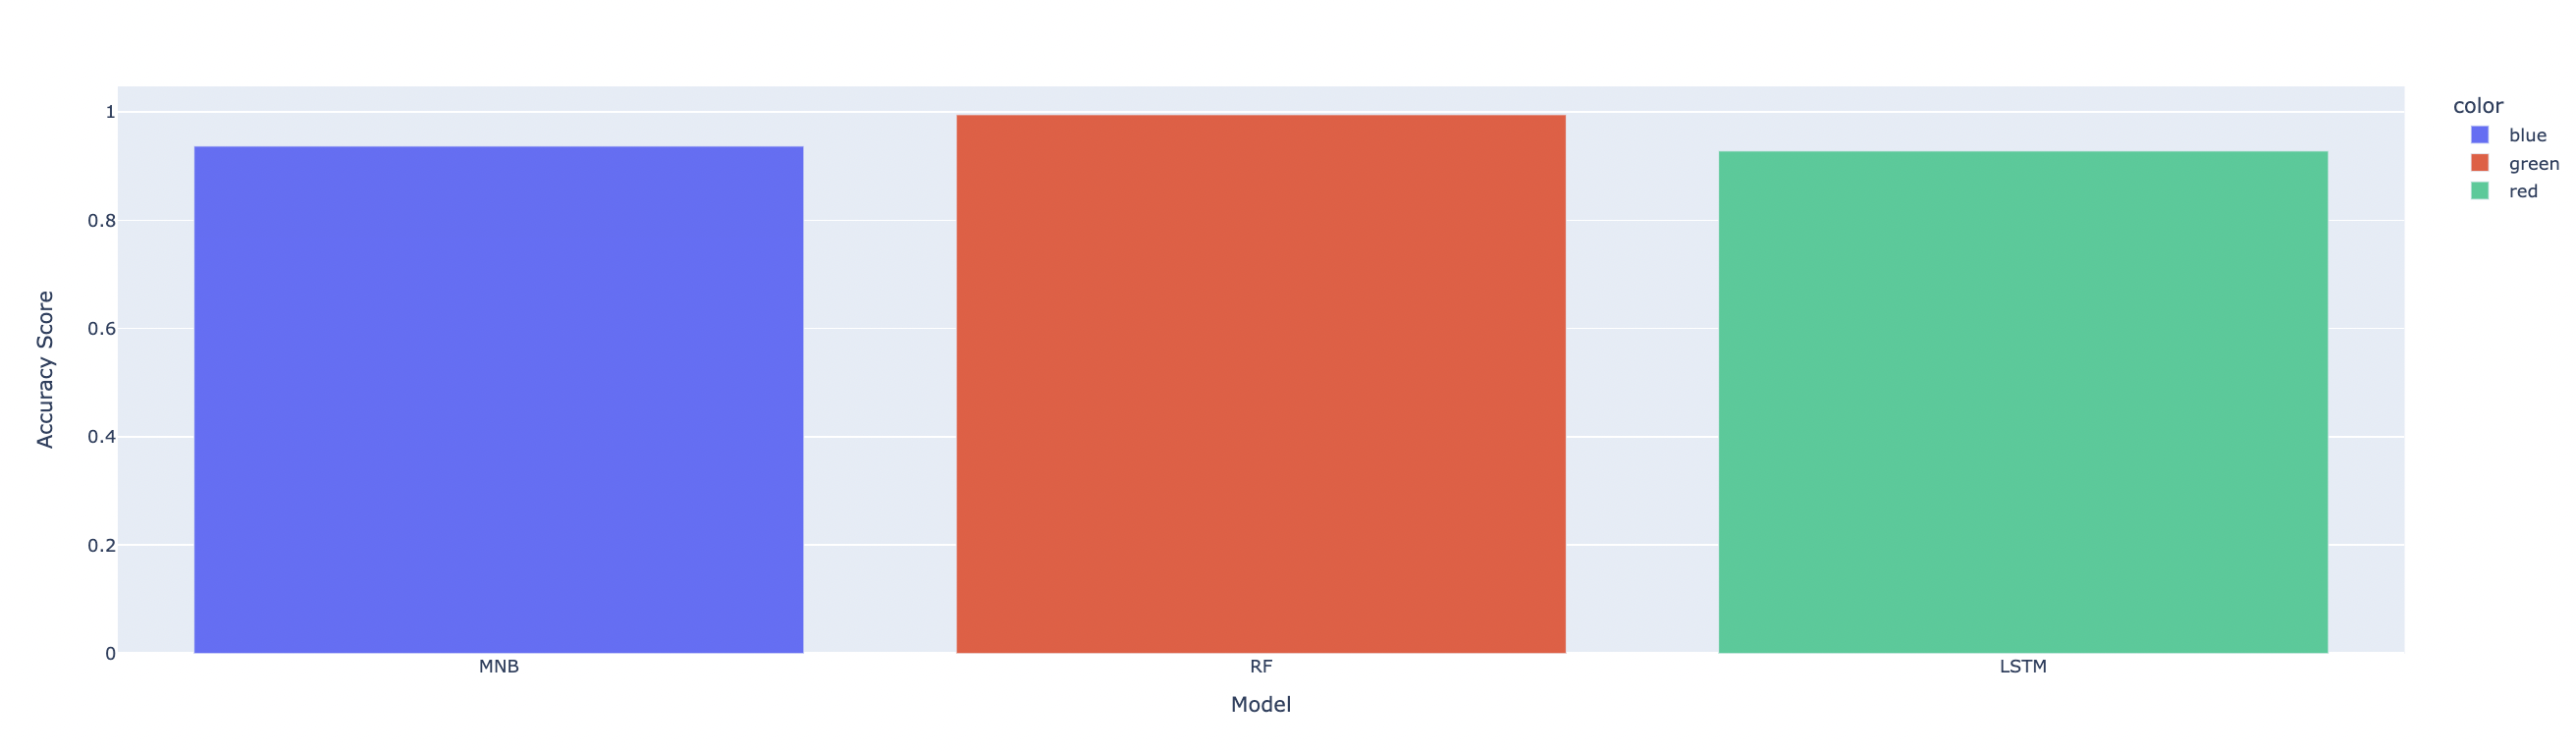 color
blue
green
red
Accuracy Score
1
0.8
0.6
0.4
0.2
0
MNB
RF
LSTM
Model